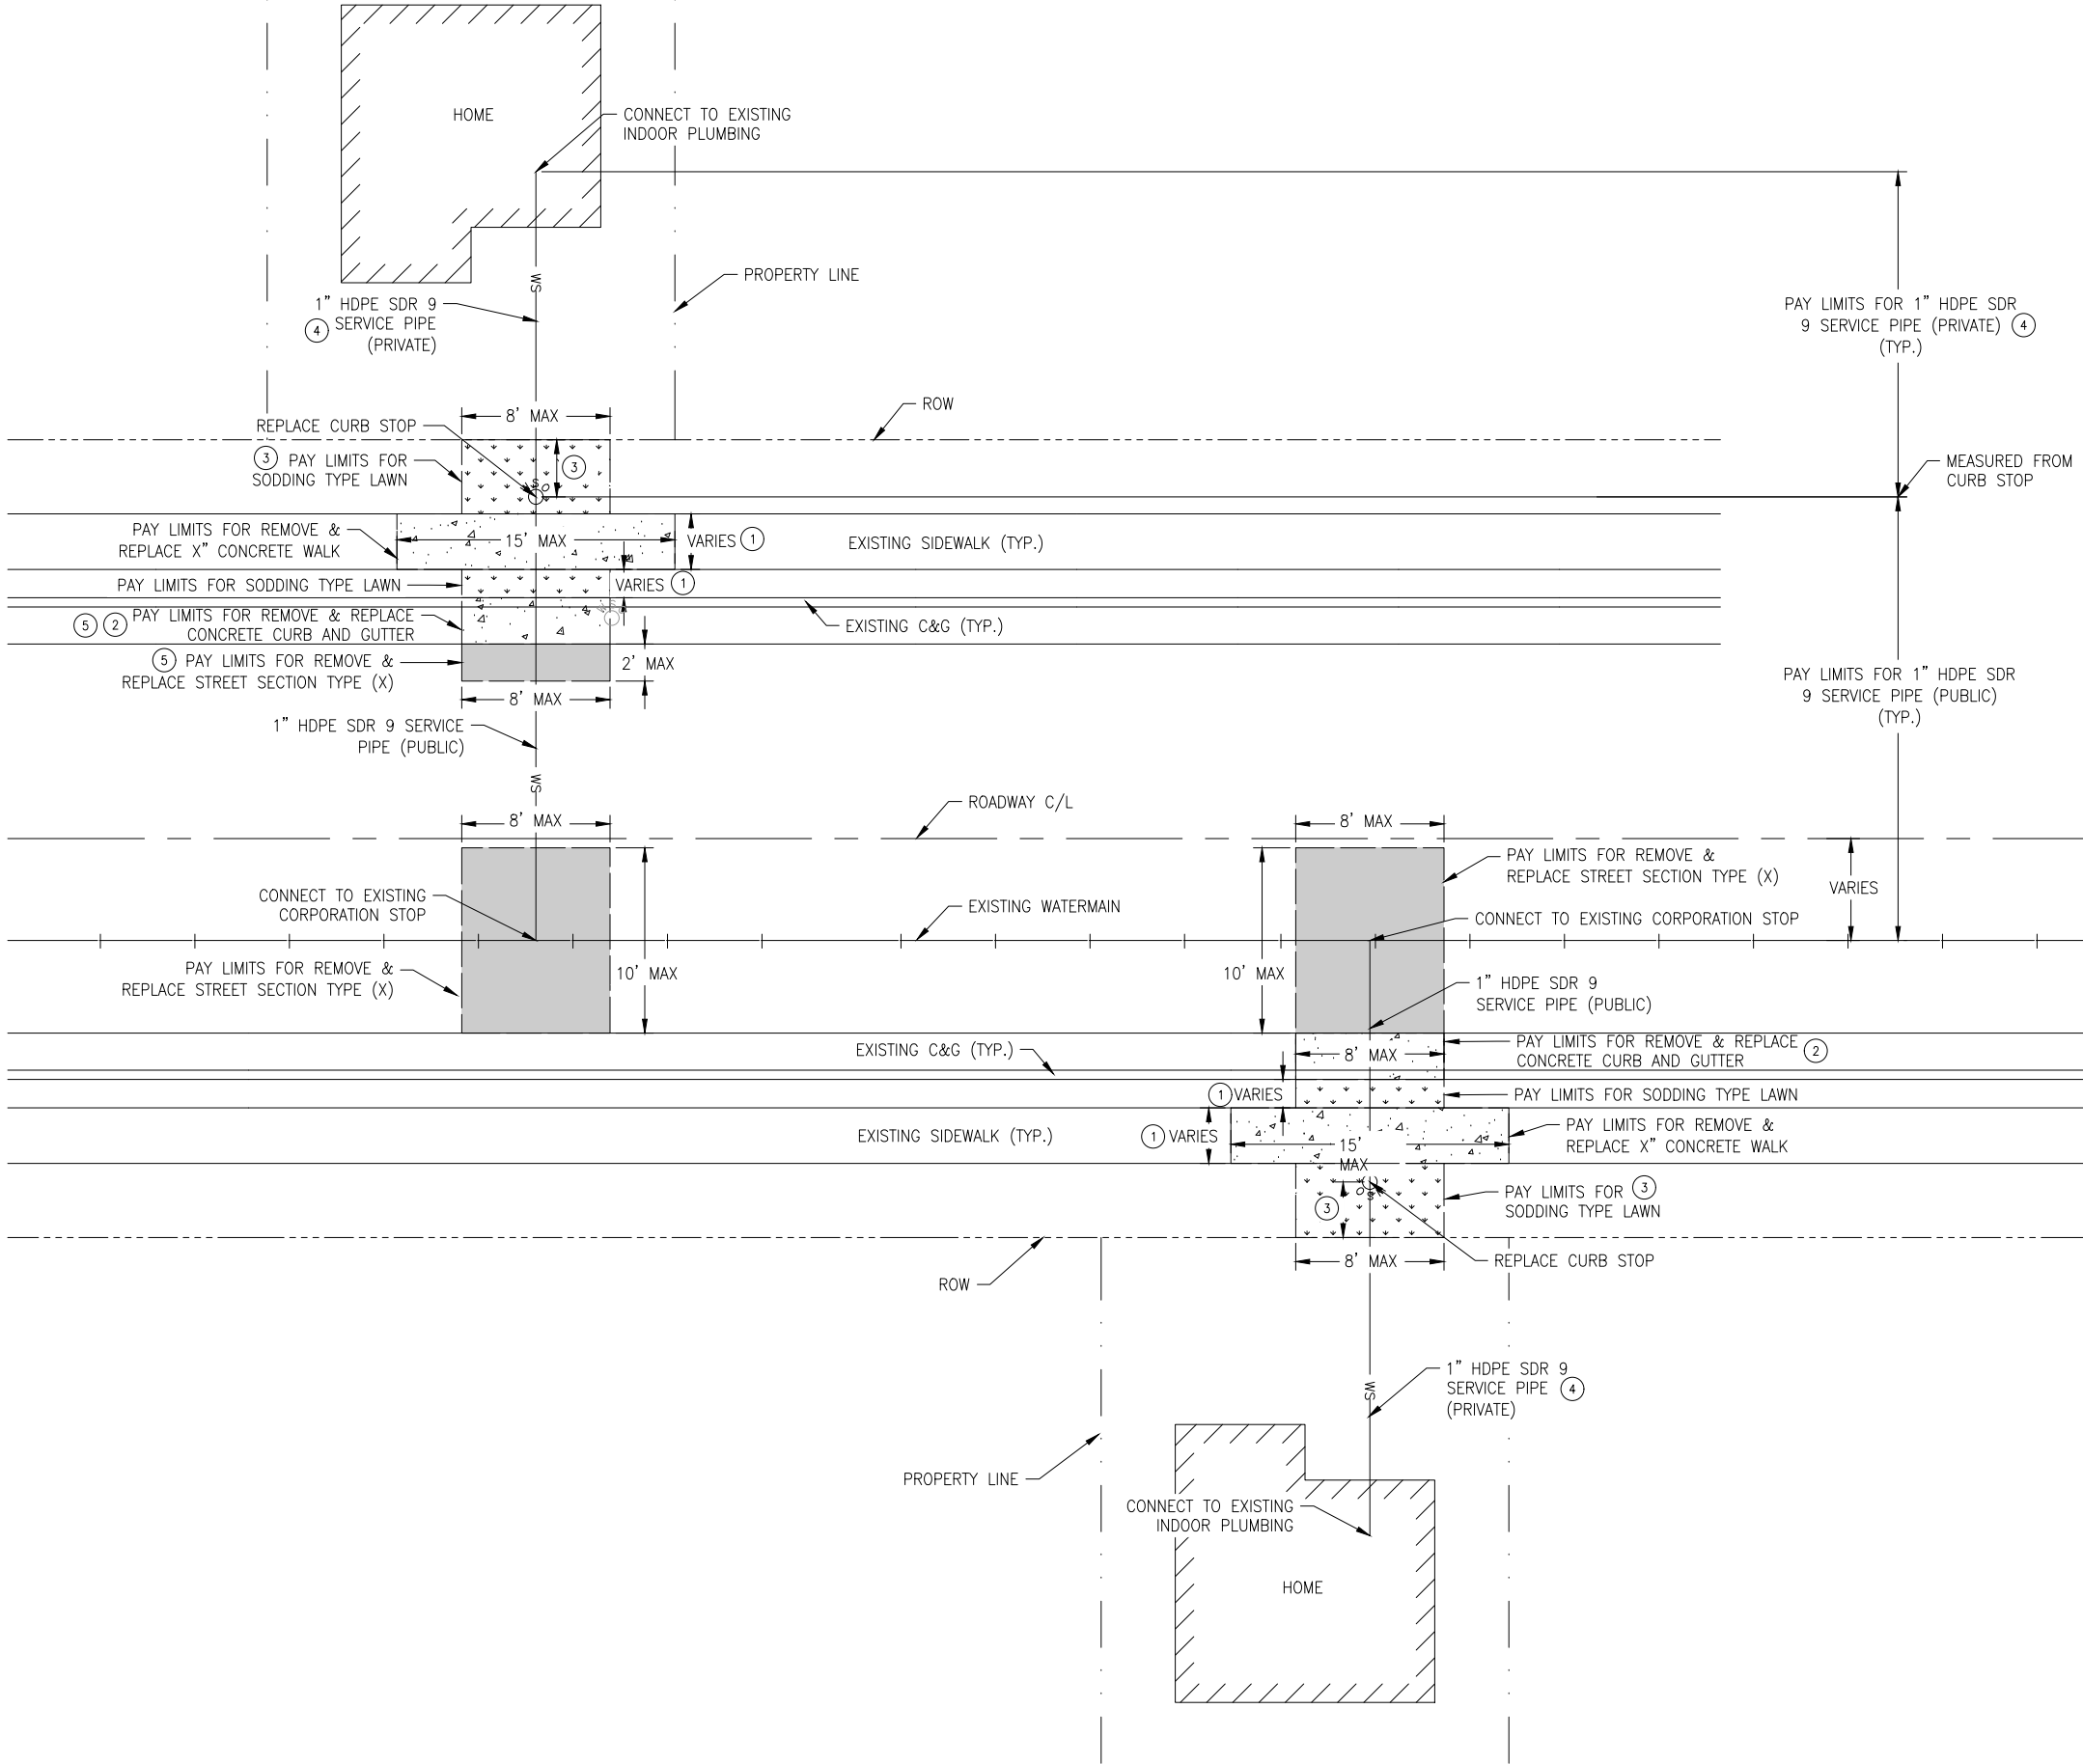 HOME
CONNECT TO EXISTING
INDOOR PLUMBING
PROPERTY LINE
1" HDPE SDR 9
4 SERVICE PIPE
(PRIVATE)
WS
PAY LIMITS FOR 1" HDPE SDR
9 SERVICE PIPE (PRIVATE) 4
(TYP.)
ROW
8' MAX
REPLACE CURB STOP
3 PAY LIMITS FOR
SODDING TYPE LAWN
3
MEASURED FROM
CURB STOP
PAY LIMITS FOR REMOVE &
REPLACE X" CONCRETE WALK
15' MAX
VARIES 1
EXISTING SIDEWALK (TYP.)
PAY LIMITS FOR SODDING TYPE LAWN
VARIES 1
5 2 PAY LIMITS FOR REMOVE & REPLACE
CONCRETE CURB AND GUTTER
EXISTING C&G (TYP.)
5 PAY LIMITS FOR REMOVE &
REPLACE STREET SECTION TYPE (X)
2' MAX
8' MAX
PAY LIMITS FOR 1" HDPE SDR
9 SERVICE PIPE (PUBLIC)
(TYP.)
1" HDPE SDR 9 SERVICE
PIPE (PUBLIC)
WS
ROADWAY C/L
8' MAX
8' MAX
PAY LIMITS FOR REMOVE &
REPLACE STREET SECTION TYPE (X)
VARIES
CONNECT TO EXISTING
CORPORATION STOP
EXISTING WATERMAIN
CONNECT TO EXISTING CORPORATION STOP
PAY LIMITS FOR REMOVE &
REPLACE STREET SECTION TYPE (X)
10' MAX
10' MAX
1" HDPE SDR 9
SERVICE PIPE (PUBLIC)
EXISTING C&G (TYP.)
8' MAX
PAY LIMITS FOR REMOVE & REPLACE
CONCRETE CURB AND GUTTER 2
1 VARIES
PAY LIMITS FOR SODDING TYPE LAWN
EXISTING SIDEWALK (TYP.)
1 VARIES
15'
MAX
PAY LIMITS FOR REMOVE &
REPLACE X" CONCRETE WALK
3
PAY LIMITS FOR 3
SODDING TYPE LAWN
8' MAX
REPLACE CURB STOP
ROW
1" HDPE SDR 9
SERVICE PIPE 4
(PRIVATE)
WS
PROPERTY LINE
CONNECT TO EXISTING
INDOOR PLUMBING
HOME